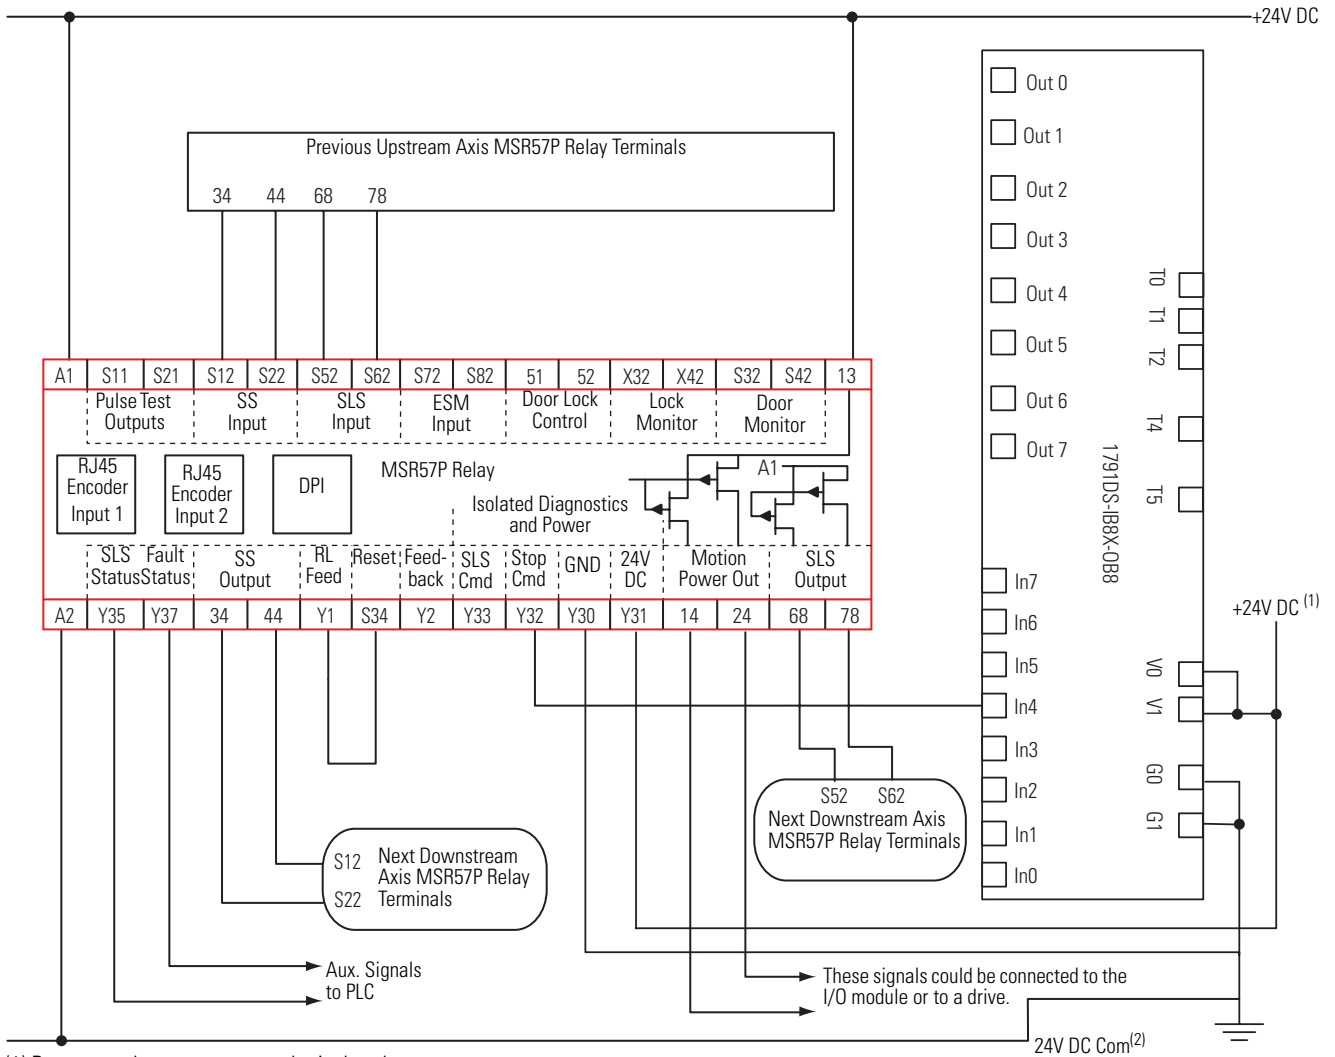 +24V DC
Out 0
Out 1
Out 2
Out 3
Out 4
Out 5
Out 6
Out 7
T0
T1
T2
T4
T5
1791DS-IB8X-OB8
In7
In6
In5
In4
In3
In2
In1
In0
V0
V1
G0
G1
+24V DC (1)
Previous Upstream Axis MSR57P Relay Terminals
34 44 68 78
A1 S11 S21 S12 S22 S52 S62 S72 S82 51 52 X32 X42 S32 S42 13
Pulse Test
Outputs
SS
Input
SLS
Input
ESM
Input
Door Lock
Control
Lock
Monitor
Door
Monitor
RJ45
Encoder
Input 1
RJ45
Encoder
Input 2
DPI
MSR57P Relay
Isolated Diagnostics
and Power
A1
SLS
Status
Fault
Status
SS
Output
RL
Feed
Reset
Feed-
back
SLS
Cmd
Stop
Cmd
GND
24V
DC
Motion
Power Out
SLS
Output
A2 Y35 Y37 34 44 Y1 S34 Y2 Y33 Y32 Y30 Y31 14 24 68 78
S52 S62
Next Downstream Axis
MSR57P Relay Terminals
S12
S22
Next Downstream
Axis MSR57P Relay
Terminals
Aux. Signals
to PLC
These signals could be connected to the
I/O module or to a drive.
24V DC Com(2)